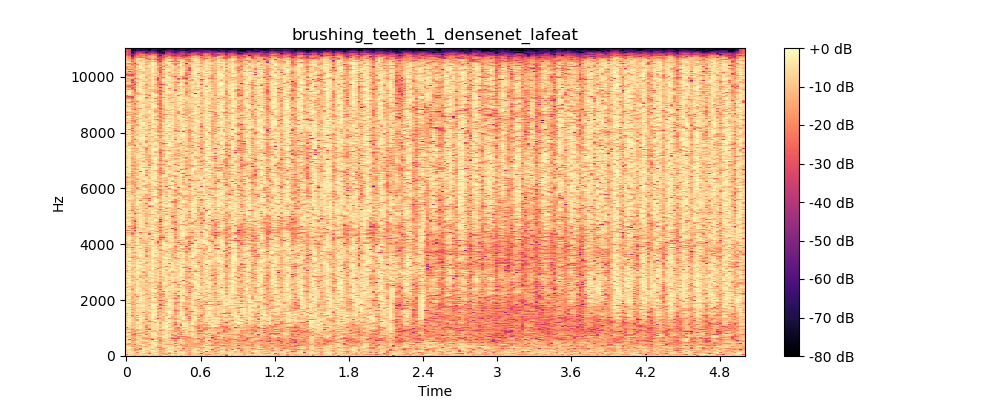 brushing_teeth_1_densenet_lafeat
Hz
10000
8000
6000
4000
2000
0
0 0.6 1.2 1.8 2.4 3 3.6 4.2 4.8
Time
+0 dB
-10 dB
-20 dB
-30 dB
-40 dB
-50 dB
-60 dB
-70 dB
-80 dB